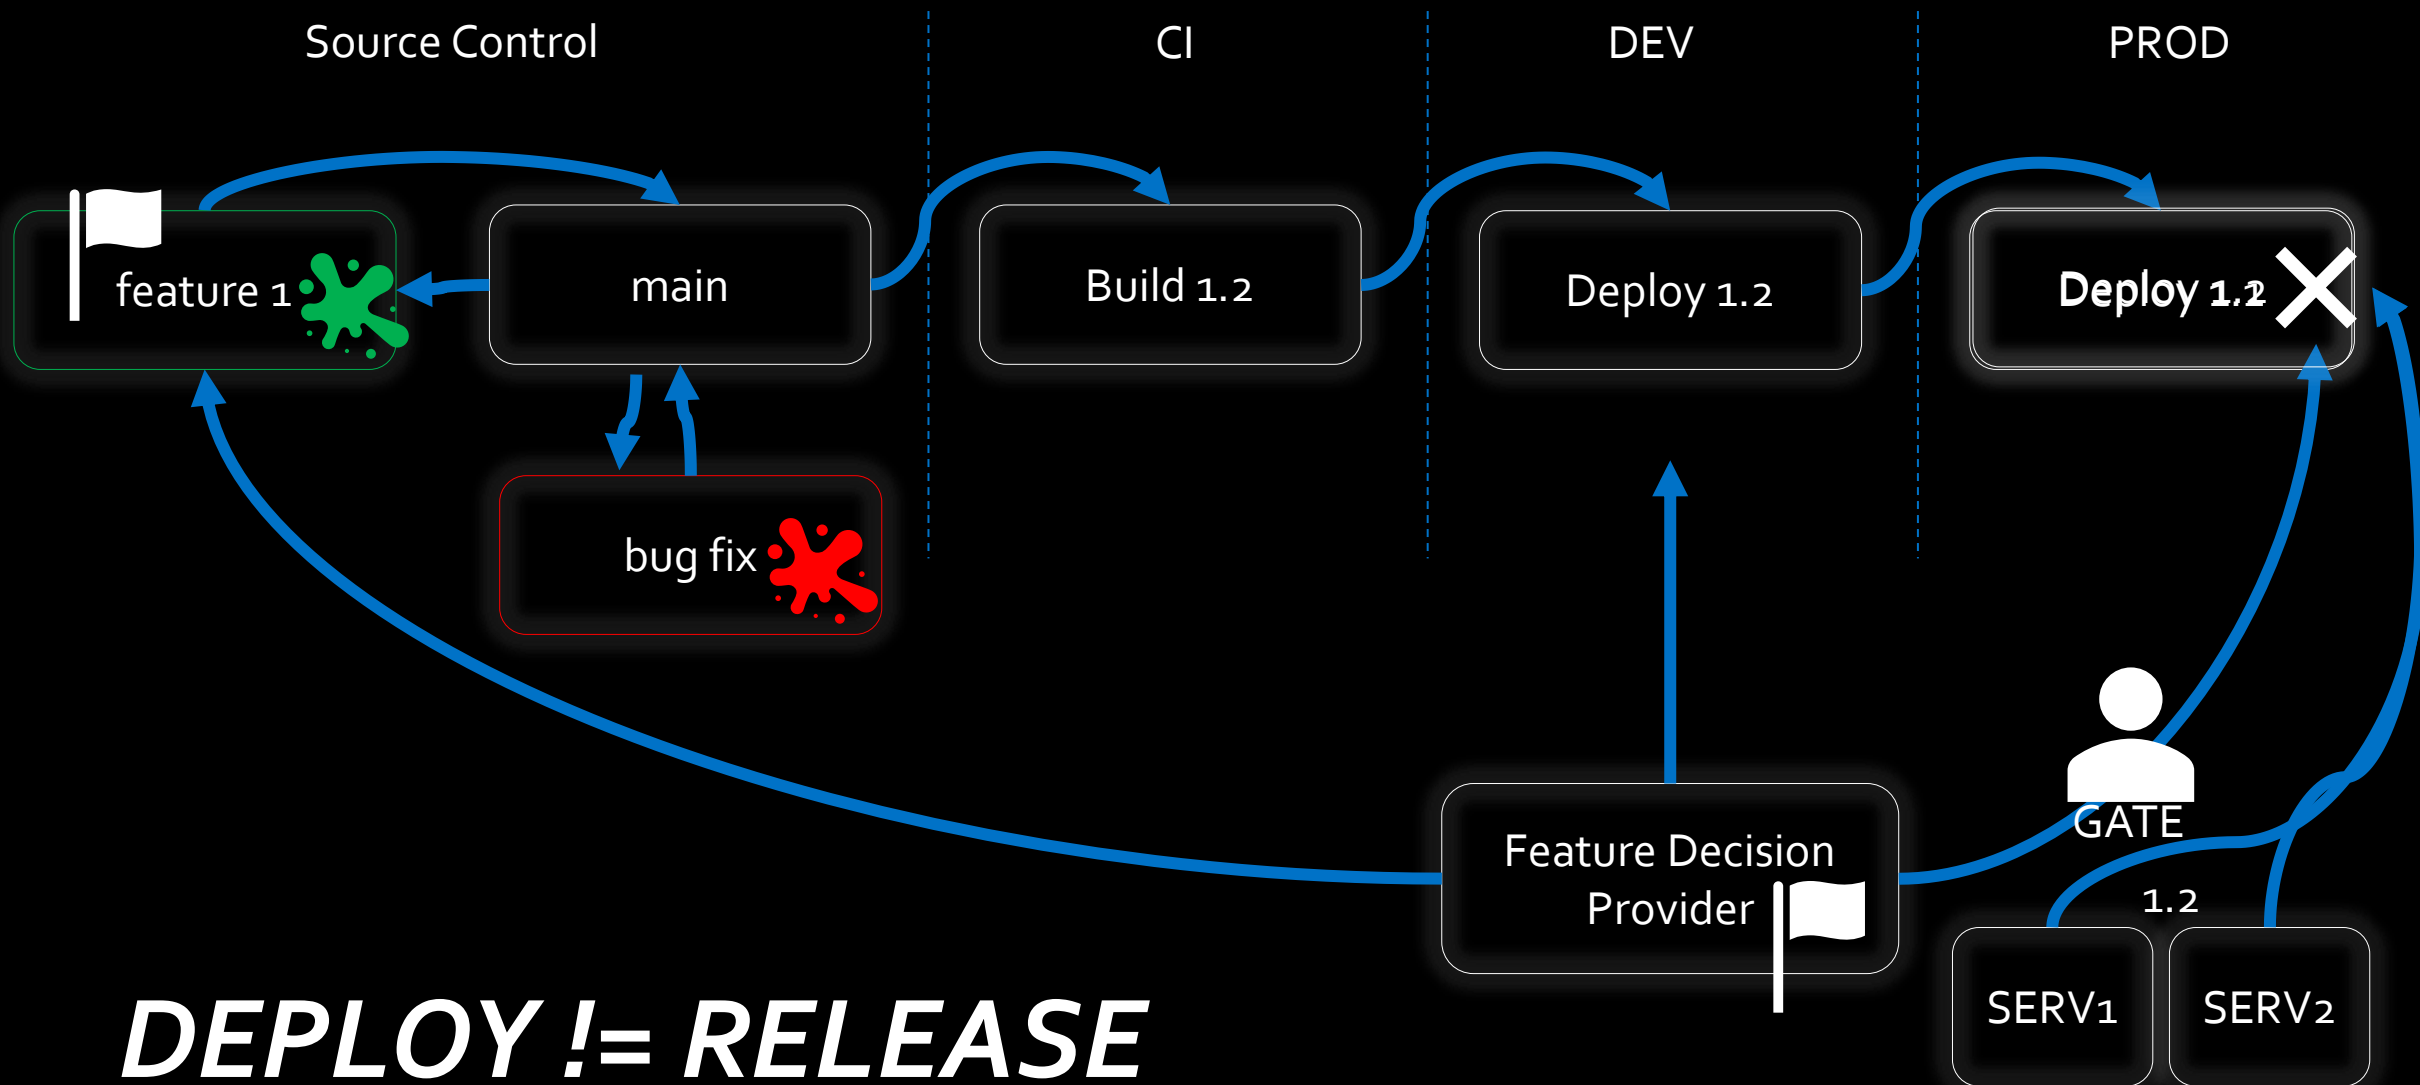 Source Control
CI
DEV
PROD
feature 1
main
Build 1.2
Deploy 1.2
Deploy
bug fix
GATE
Feature Decision
Provider
1.2
SERV1
SERV2
DEPLOY != RELEASE